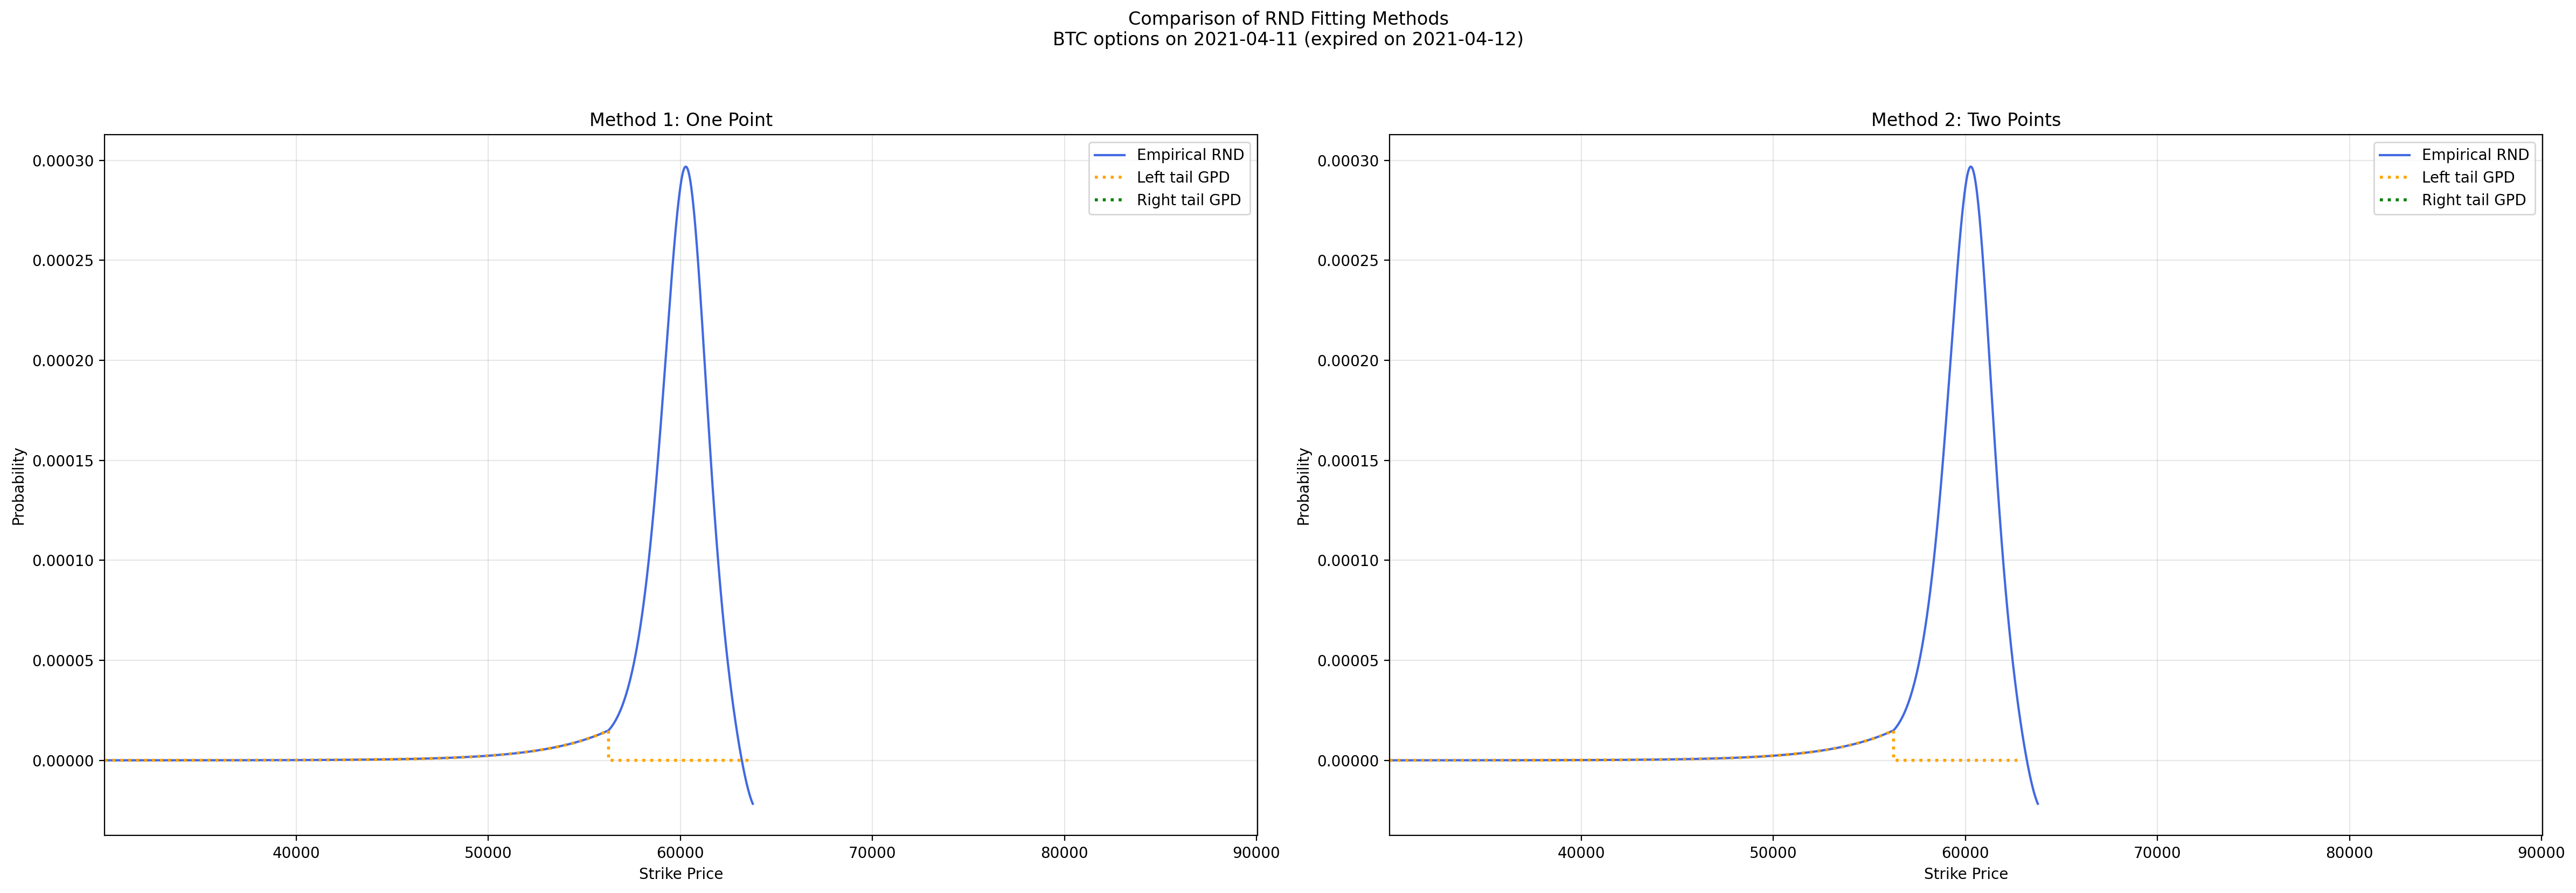 Comparison of RND Fitting Methods
BTC options on 2021-04-11 (expired on 2021-04-12)
Method 1: One Point
0.00030
0.00025
0.00020
0.00015
0.00010
0.00005
0.00000
Probability
40000
50000
60000
70000
80000
90000
Strike Price
Empirical RND
Left tail GPD
Right tail GPD
Method 2: Two Points
0.00030
0.00025
0.00020
0.00015
0.00010
0.00005
0.00000
Probability
40000
50000
60000
70000
80000
90000
Strike Price
Empirical RND
Left tail GPD
Right tail GPD